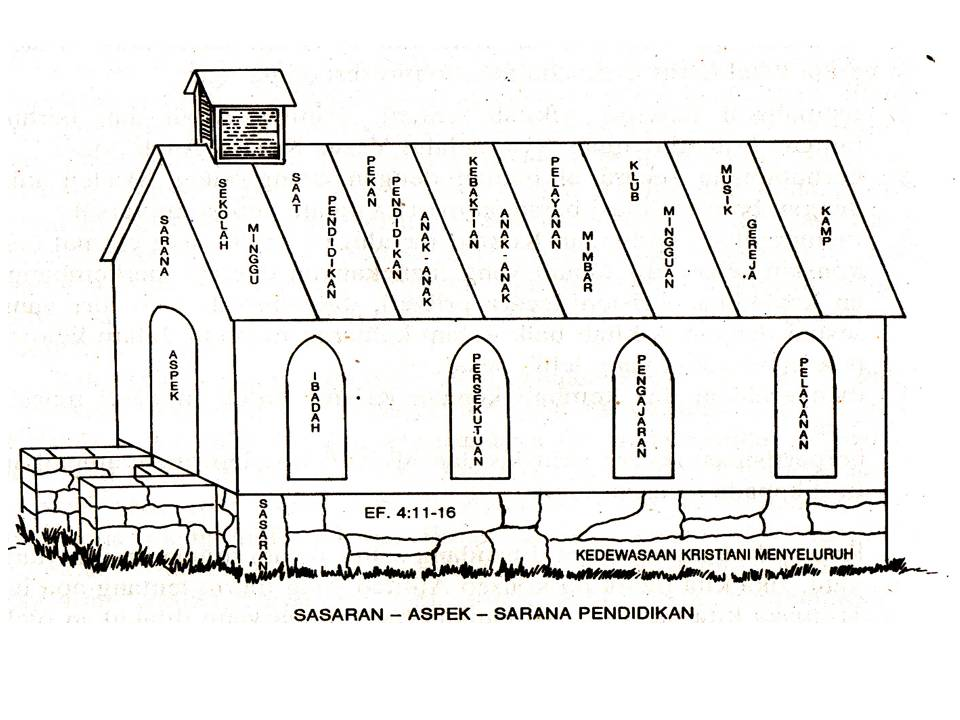 SARANA
SEKOLAH
MINGGU
SAAT
PENDIDIKAN
PEKAN
PENDIDIKAN
ANAK-ANAK
KEBAKTIAN
ANAK-ANAK
PELAYANAN
MIMBAR
KLUB
MINGGUAN
MUSIK
GEREJA
KAMP
ASPEK
IBADAH
PERSEKUTUAN
PENGAJARAN
PELAYANAN
SASARAN
EF. 4:11-16
KEDEWASAAN KRISTIANI MENYELURUH
SASARAN – ASPEK – SARANA PENDIDIKAN